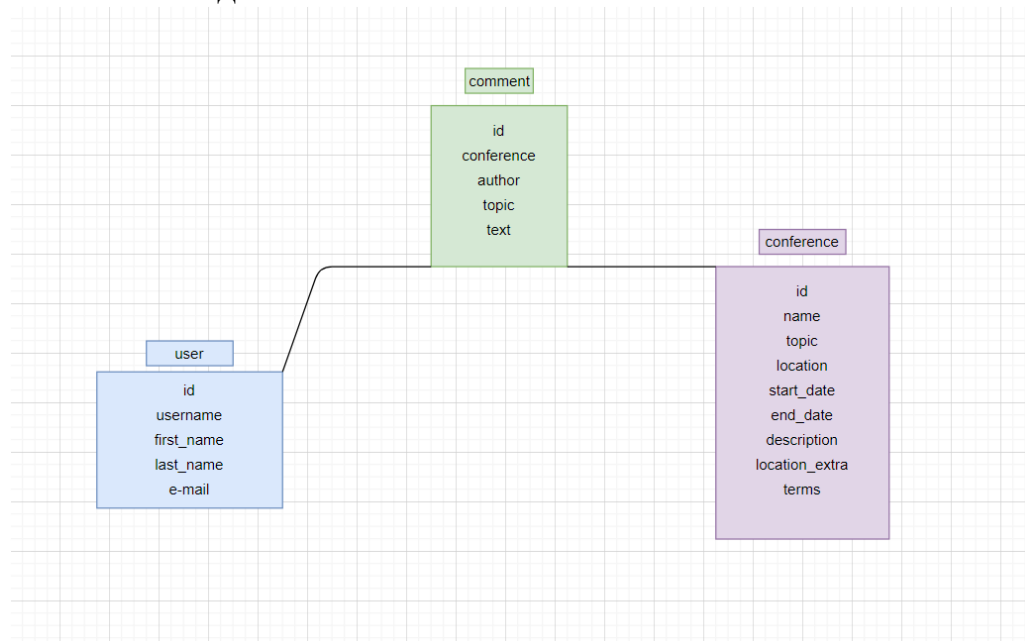 comment
id
conference
author
topic
text
conference
id
name
topic
location
start_date
end_date
description
location_extra
terms
user
id
username
first_name
last_name
e-mail